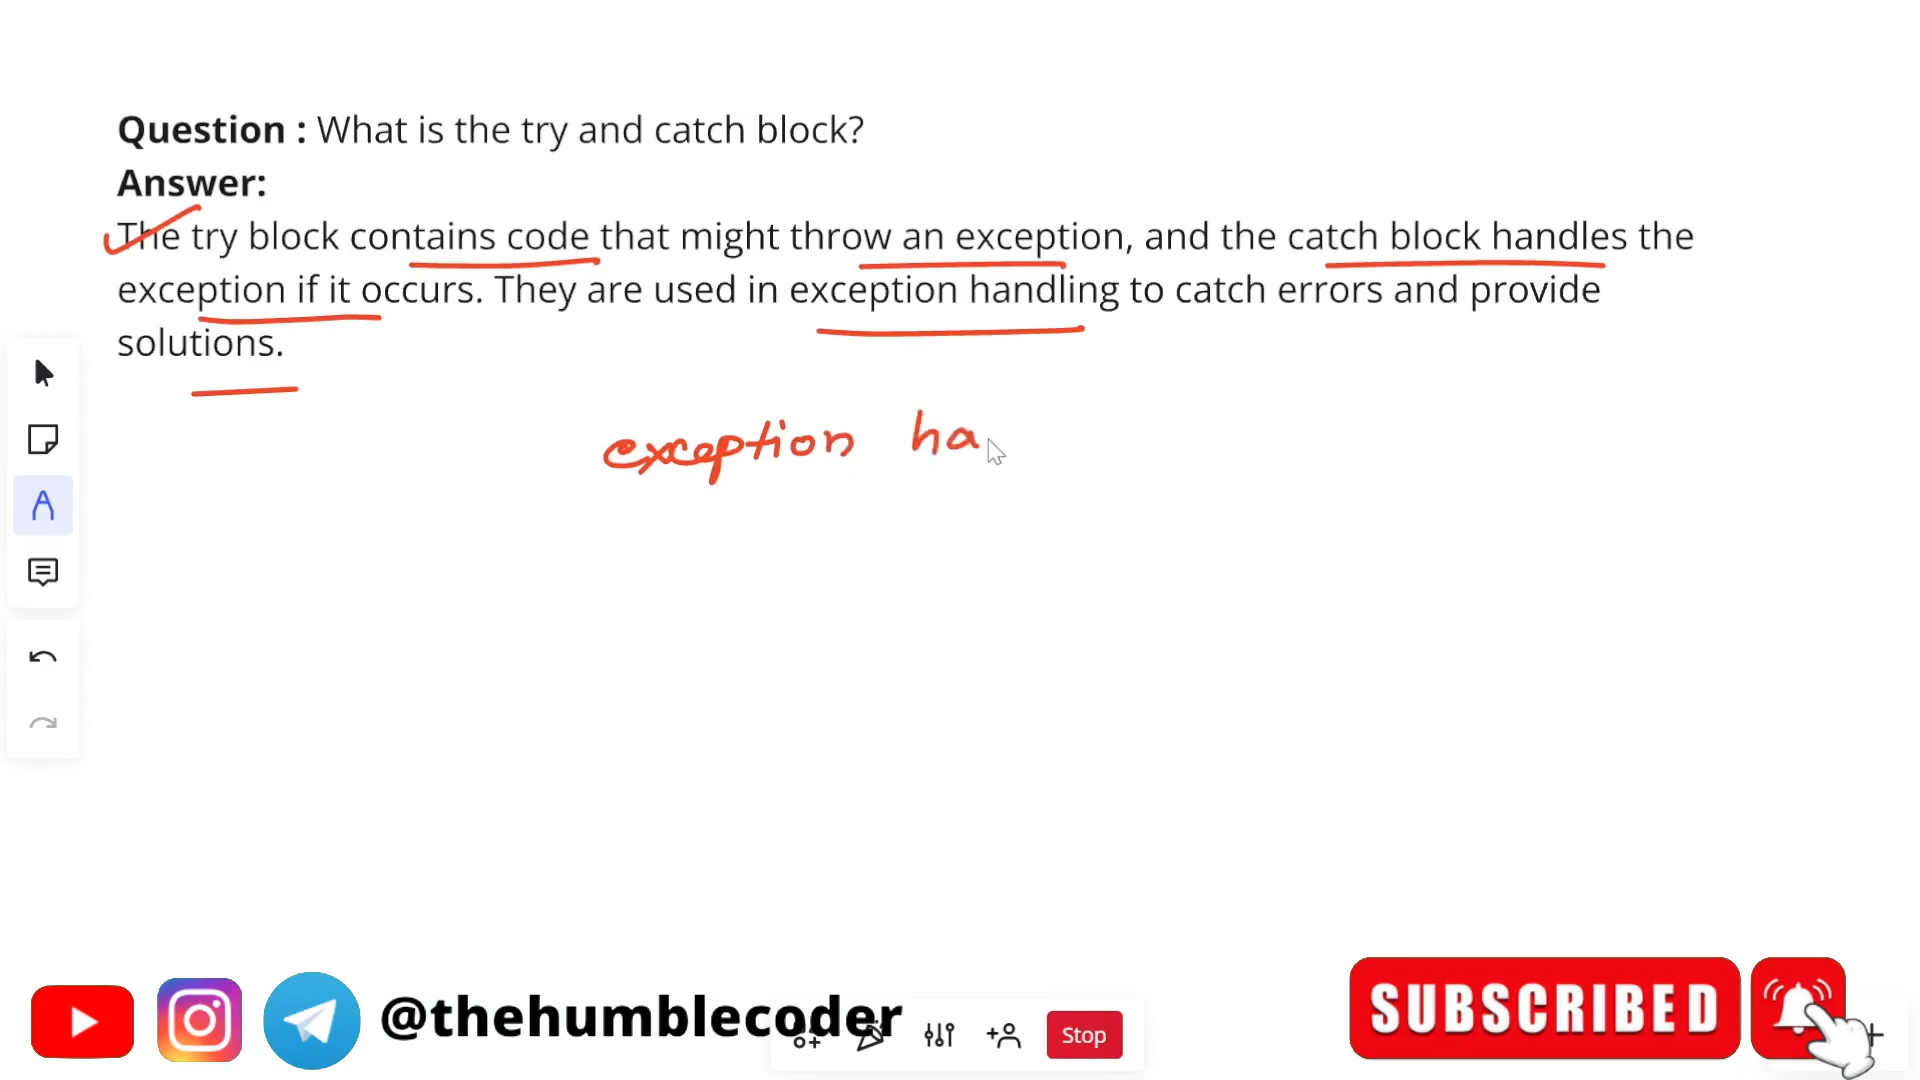 Question : What is the try and catch block?
Answer:
The try block contains code that might throw an exception, and the catch block handles the
exception if it occurs. They are used in exception handling to catch errors and provide
solutions.
exception ha
@thehumblecoder
Stop
SUBSCRIBED